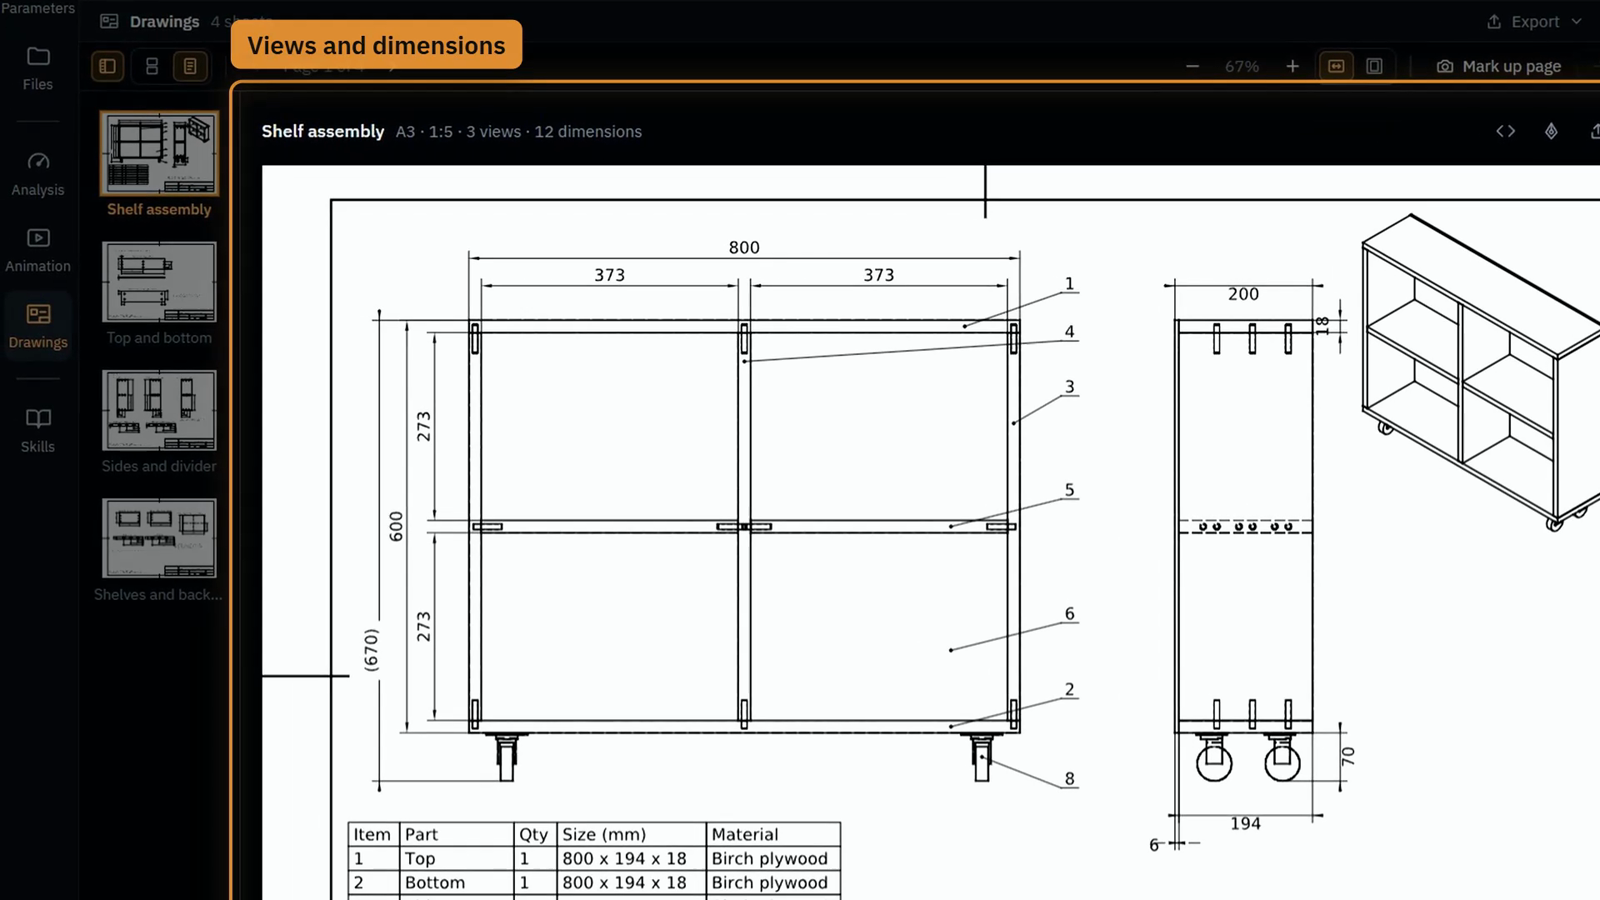 Parameters
Files
Analysis
Animation
Drawings
Skills
Drawings 4
Export
Views and dimensions
67%
Mark up page
Shelf assembly
Top and bottom
Sides and divider
Shelves and back...
Shelf assembly A3 · 1:5 · 3 views · 12 dimensions
800
373 373
1
4
3
5
6
2
8
273
600
273
(670)
200
18
70
194
6
Item Part Qty Size (mm) Material
1 Top 1 800 x 194 x 18 Birch plywood
2 Bottom 1 800 x 194 x 18 Birch plywood